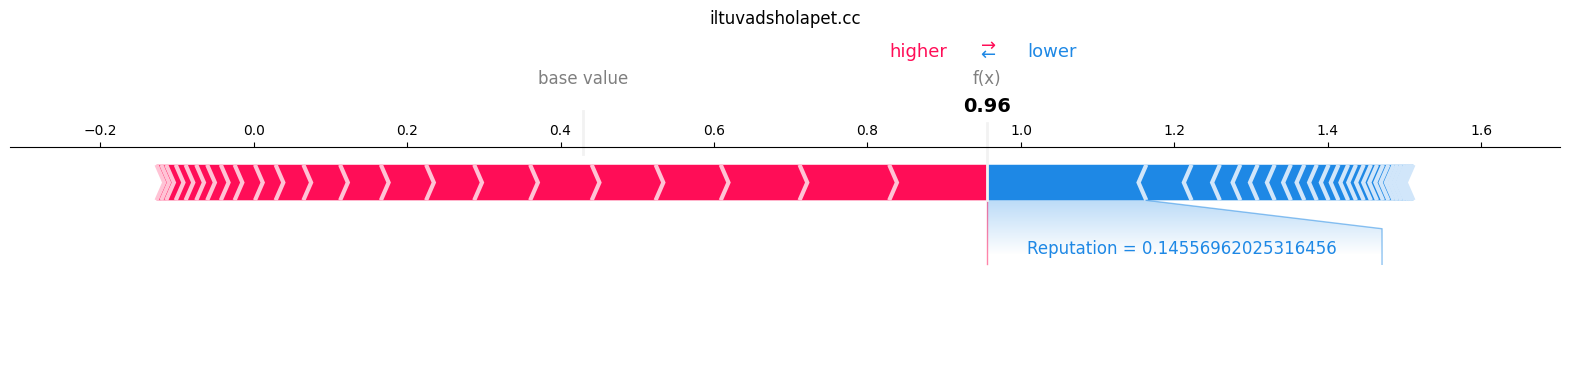 iltuvadsholapet.cc
higher ⇄ lower
base value f(x)
0.96
−0.2 0.0 0.2 0.4 0.6 0.8 1.0 1.2 1.4 1.6
Reputation = 0.14556962025316456